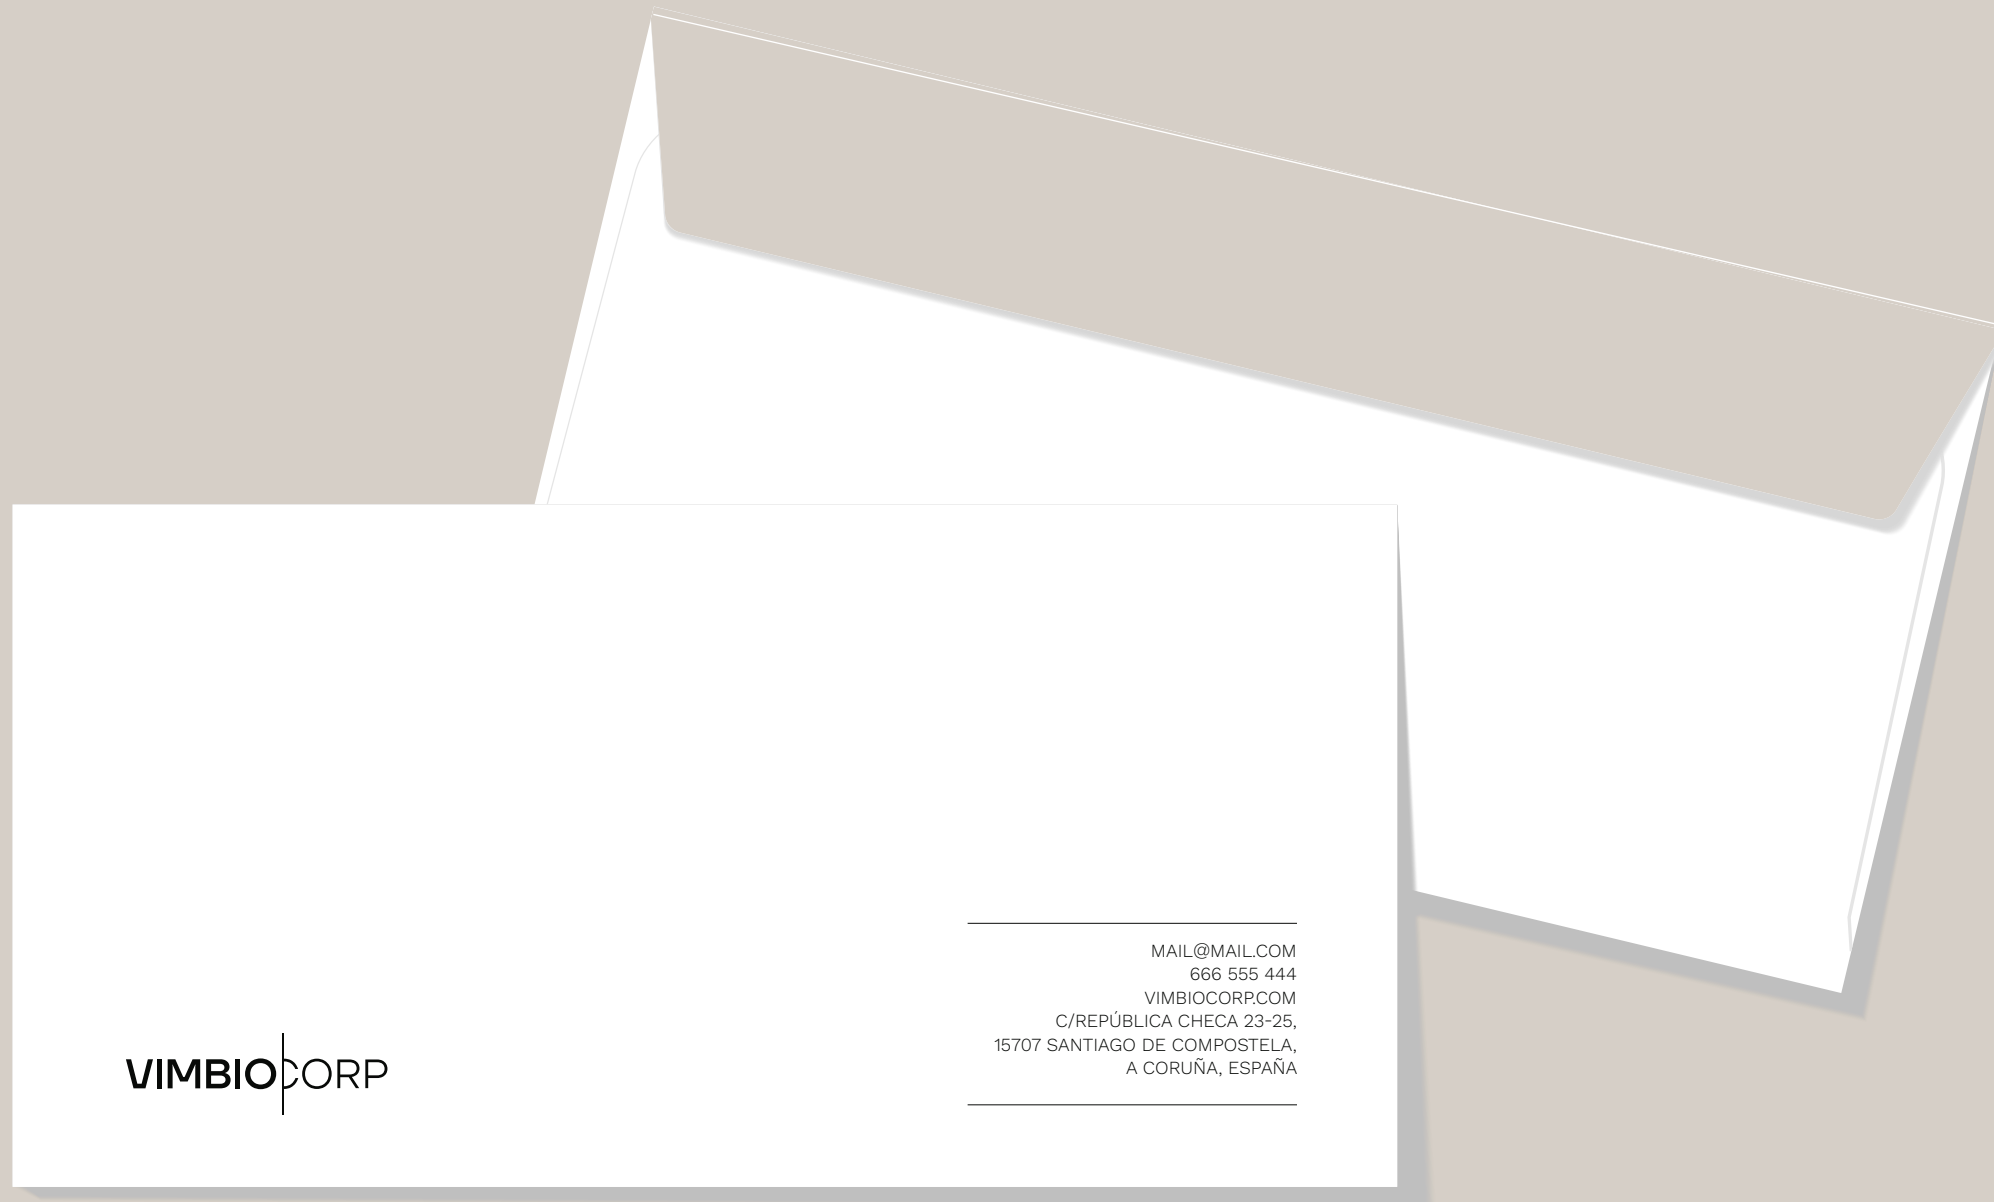 VIMBIOCORP
MAIL@MAIL.COM
666 555 444
VIMBIOCORP.COM
C/REPÚBLICA CHECA 23-25,
15707 SANTIAGO DE COMPOSTELA,
A CORUÑA, ESPAÑA